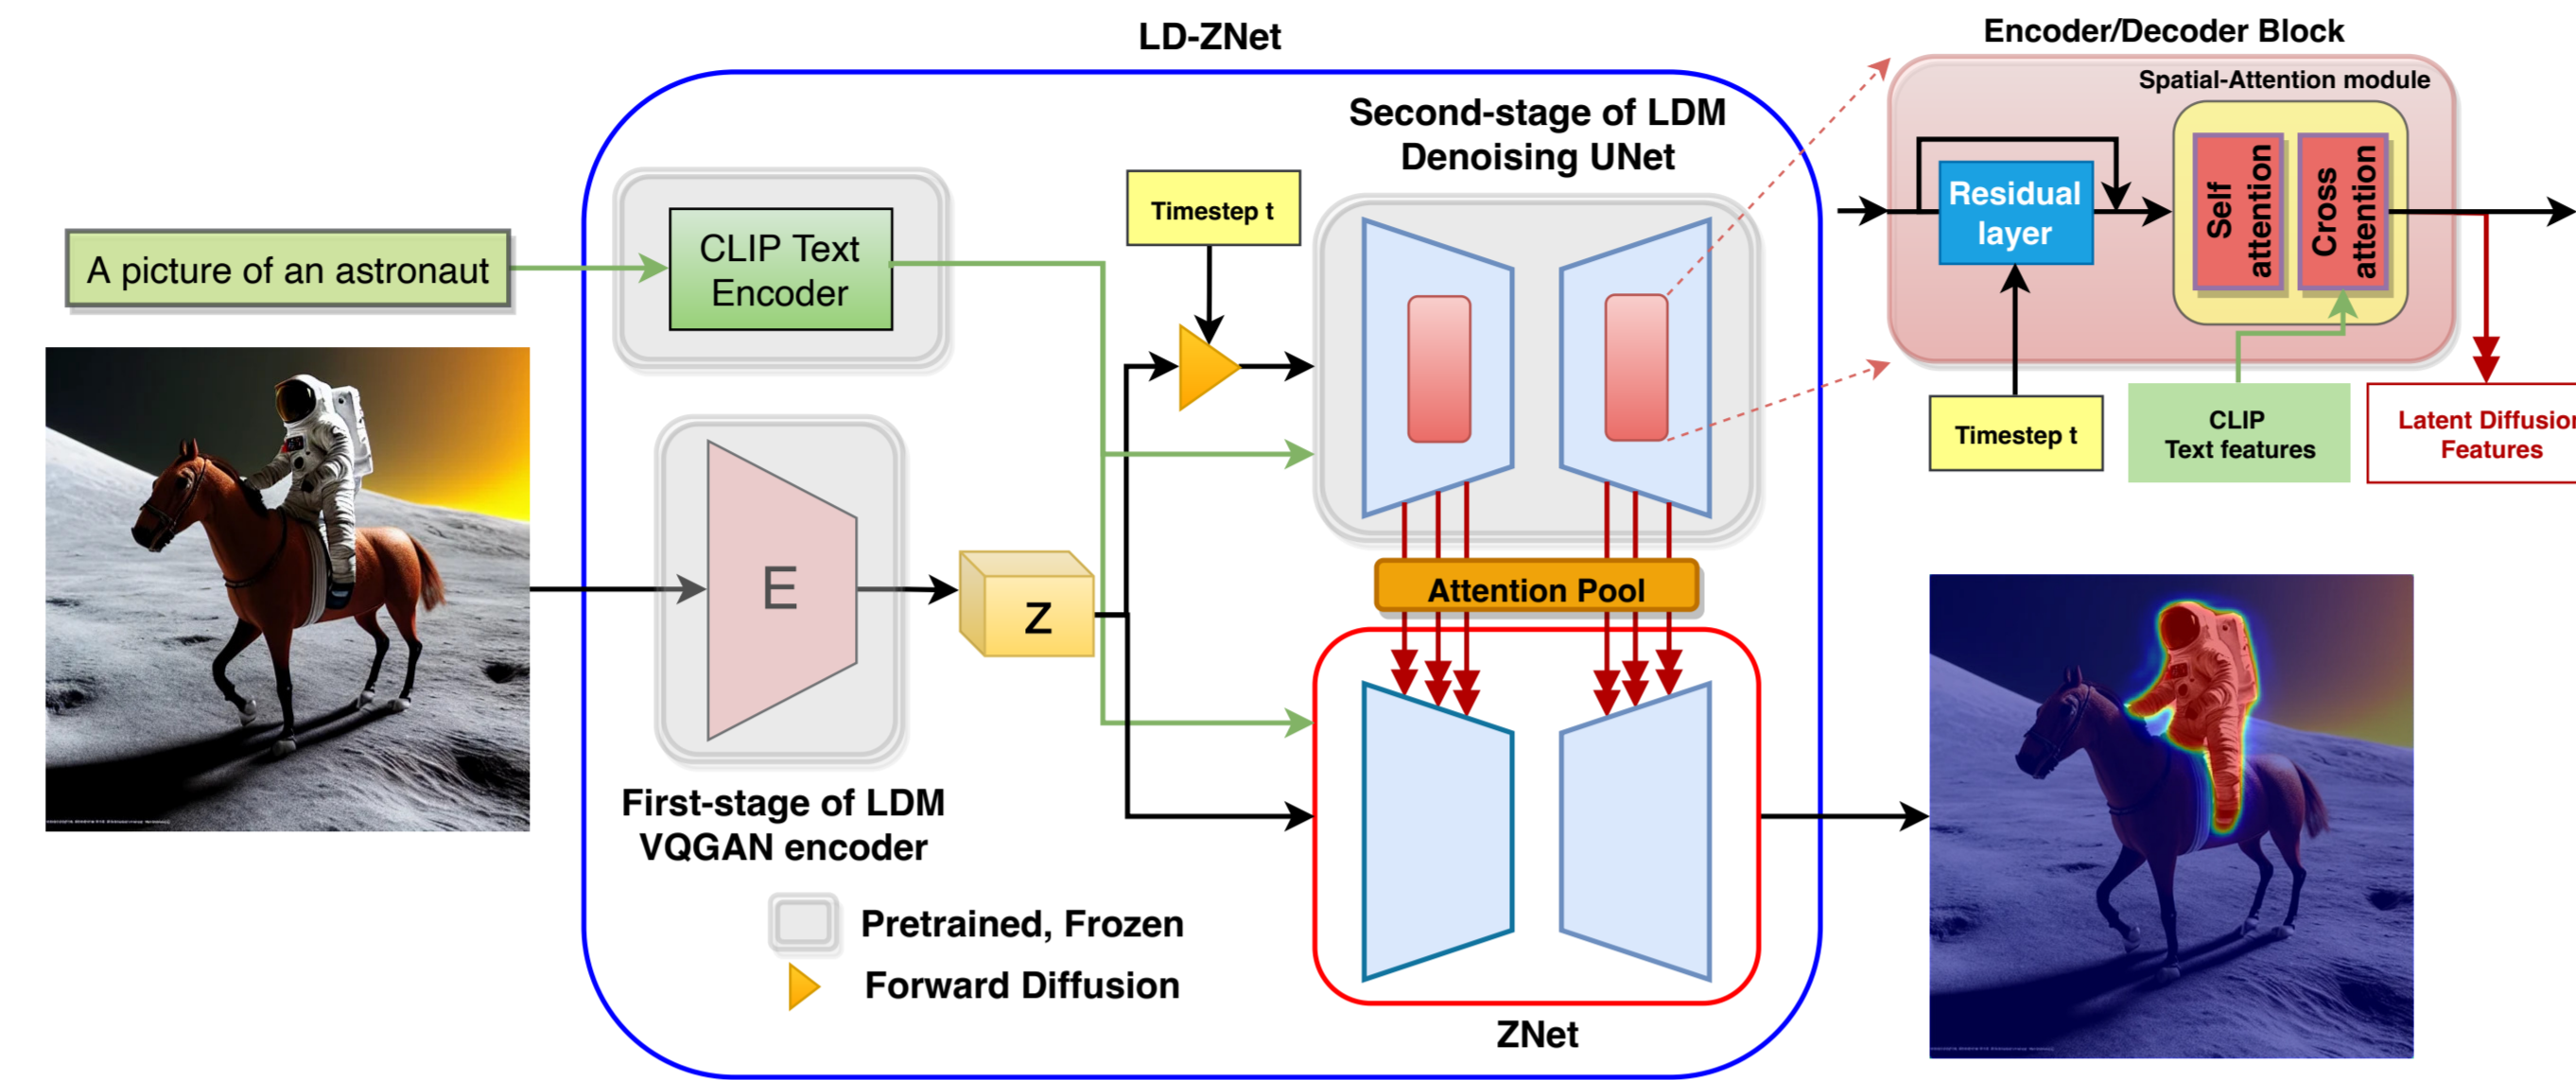 LD-ZNet
Encoder/Decoder Block
Spatial-Attention module
Second-stage of LDM
Denoising UNet
Timestep t
Residual
layer
Self
attention
Cross
attention
A picture of an astronaut
CLIP Text
Encoder
Timestep t
CLIP
Text features
Latent Diffusion
Features
E
z
Attention Pool
First-stage of LDM
VQGAN encoder
Pretrained, Frozen
Forward Diffusion
ZNet